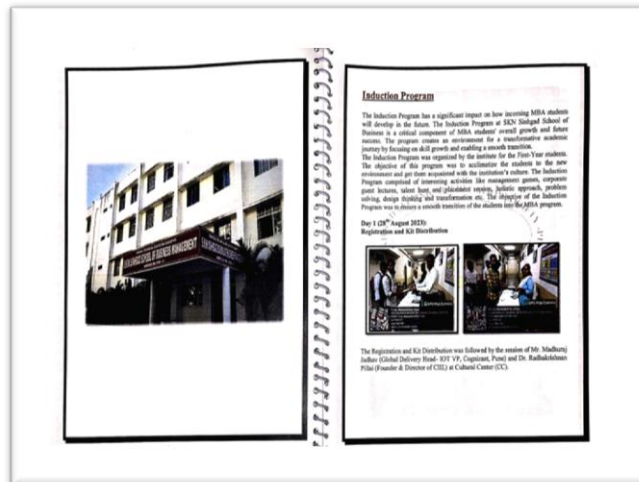 SCHOOL OF BUSINESS MANAGEMENT
Induction Program
The Induction Program has a significant impact on how incoming MBA students
will develop in the future. The Induction Program at SKN Sinhgad School of
Business is a critical component of MBA students' overall growth and future
success. The program creates an environment for a transformative academic
journey by focusing on skill growth and enabling a smooth transition.
The Induction Program was organized by the institute for the First-Year students.
The objective of this program was to acclimatize the students to the new
environment and get them acquainted with the institution's culture. The Induction
Program comprised of interesting activities like management games, corporate
guest lectures, talent hunt, and placement session, holistic approach, problem
solving, design thinking and transformation etc. The objective of the Induction
Program was to ensure a smooth transition of the students into the MBA program.
Day 1 (28th August 2023):
Registration and Kit Distribution
The Registration and Kit Distribution was followed by the session of Mr. Madhuraj
Jadhav (Global Delivery Head- IOT VP, Cognizant, Pune) and Dr. Radhakrishnan
Pillai (Founder & Director of CIIL) at Cultural Center (CC).